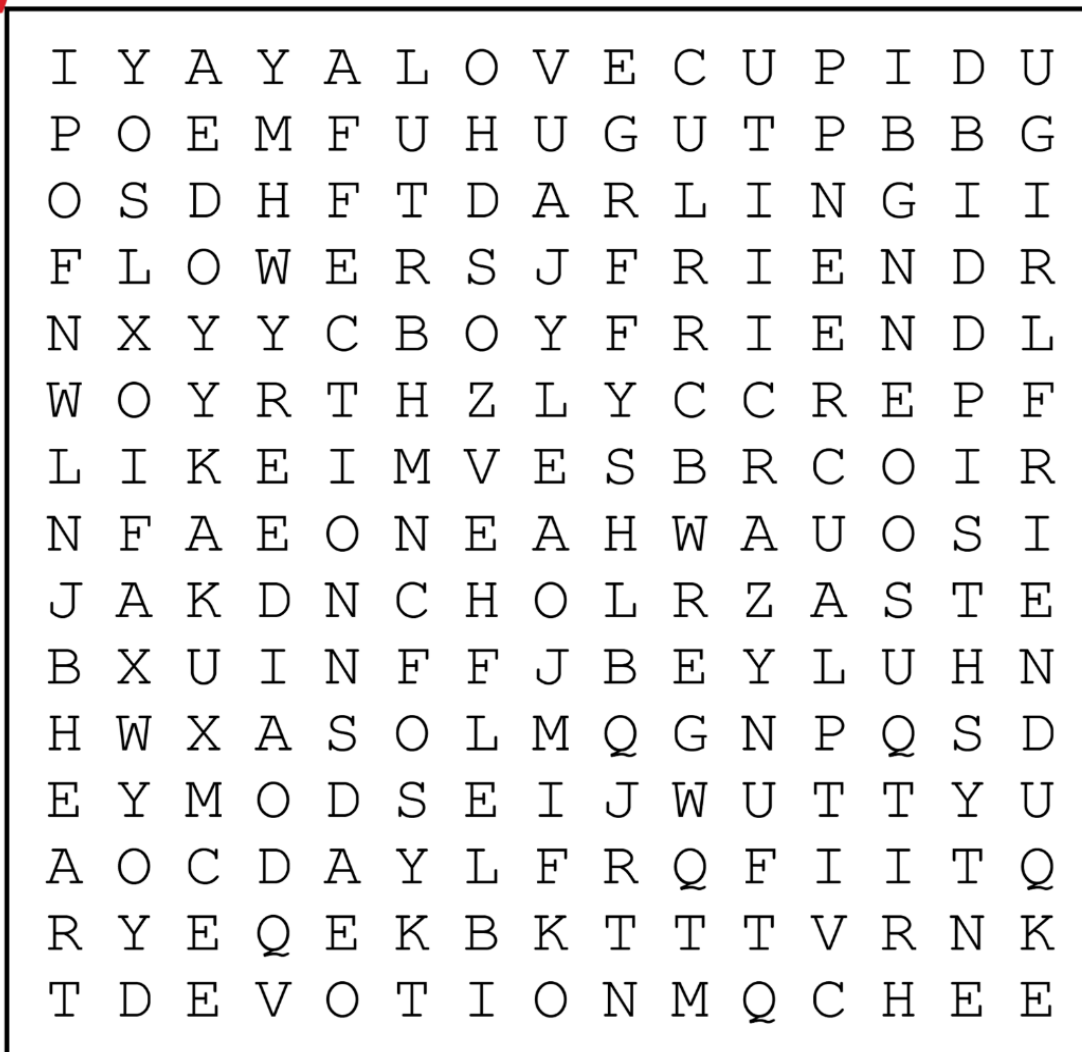 I Y A Y A L O V E C U P I D U
P O E M F U H U G U T P B B G
O S D H F T D A R L I N G I I
F L O W E R S J F R I E N D R
N X Y Y C B O Y F R I E N D L
W O Y R T H Z L Y C C R E P F
L I K E I M V E S B R C O I R
N F A E O N E A H W A U O S I
J A K D N C H O L R Z A S T E
B X U I N F F J B E Y L U H N
H W X A S O L M Q G N P Q S D
E Y M O D S E I J W U T T Y U
A O C D A Y L F R Q F I I T Q
R Y E Q E K B K T T T V R N K
T D E V O T I O N M Q C H E E